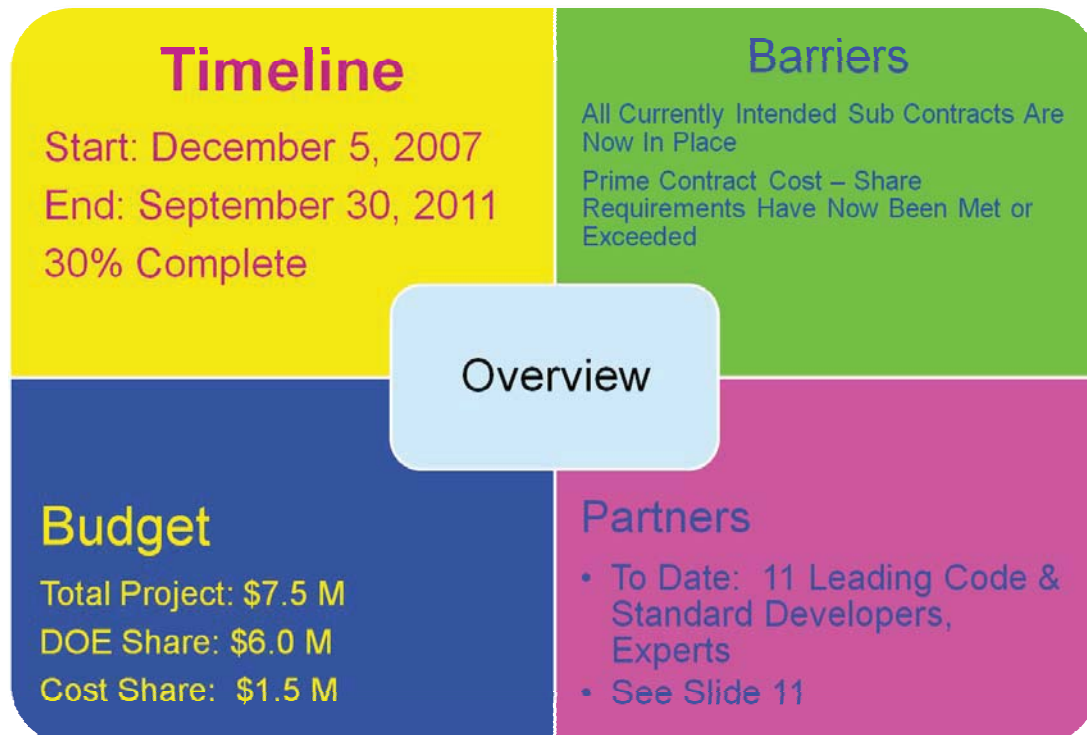 Timeline
Start: December 5, 2007
End: September 30, 2011
30% Complete
Barriers
All Currently Intended Sub Contracts Are
Now In Place
Prime Contract Cost – Share
Requirements Have Now Been Met or
Exceeded
Overview
Budget
Total Project: $7.5 M
DOE Share: $6.0 M
Cost Share: $1.5 M
Partners
• To Date: 11 Leading Code &
Standard Developers,
Experts
• See Slide 11